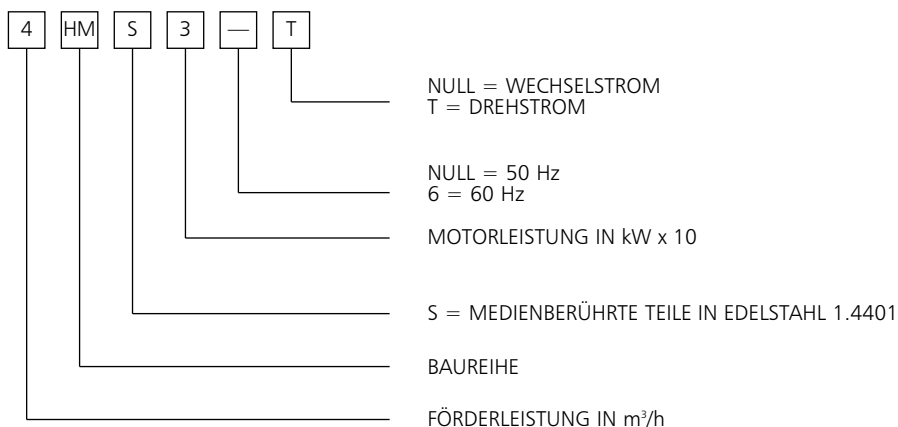 4 HM S 3 — T
NULL = WECHSELSTROM
T = DREHSTROM
NULL = 50 Hz
6 = 60 Hz
MOTORLEISTUNG IN kW x 10
S = MEDIENBERÜHRTE TEILE IN EDELSTAHL 1.4401
BAUREIHE
FÖRDERLEISTUNG IN m³/h